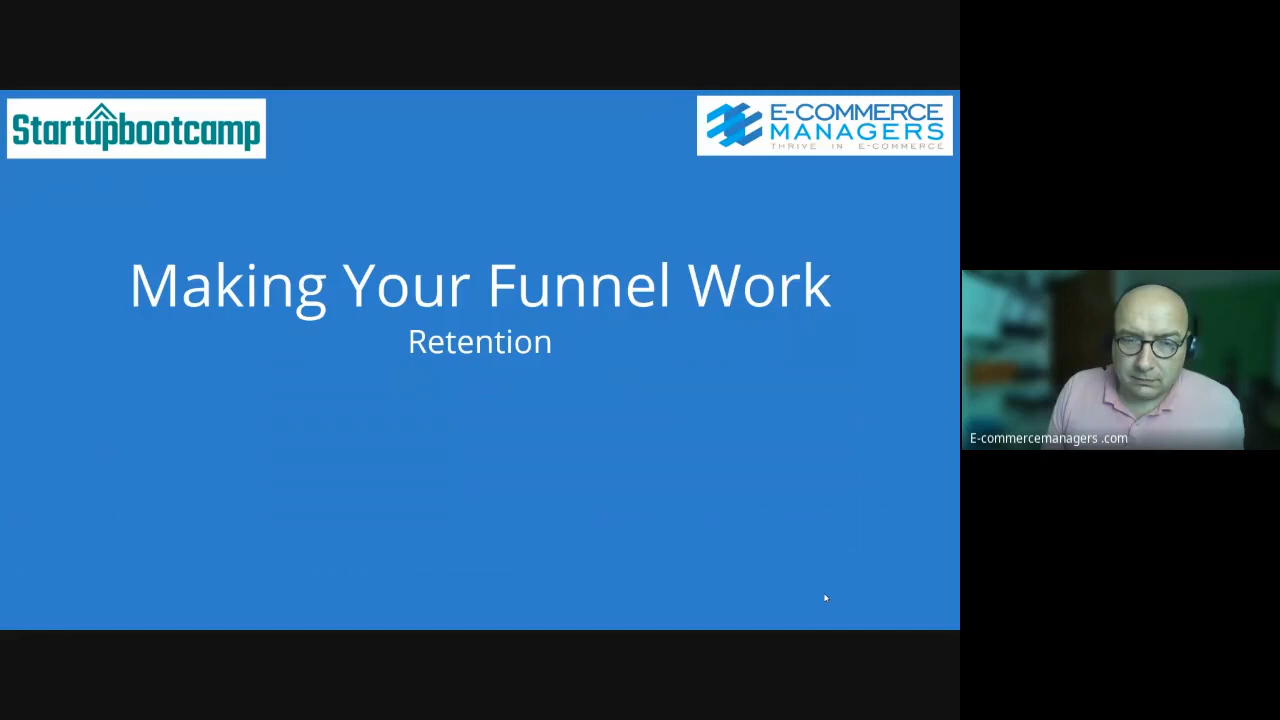 Startupbootcamp
E-COMMERCE
MANAGERS
THRIVE IN E-COMMERCE
Making Your Funnel Work
Retention
E-commercemanagers .com